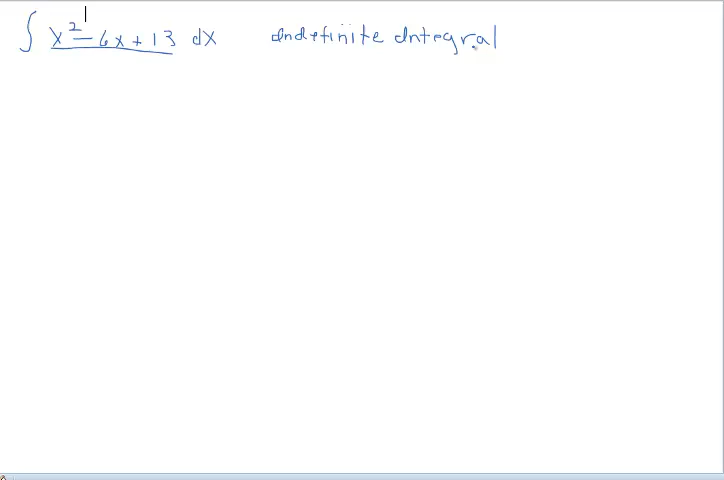 ∫ x² - 6x + 13 dx Indefinite Integral